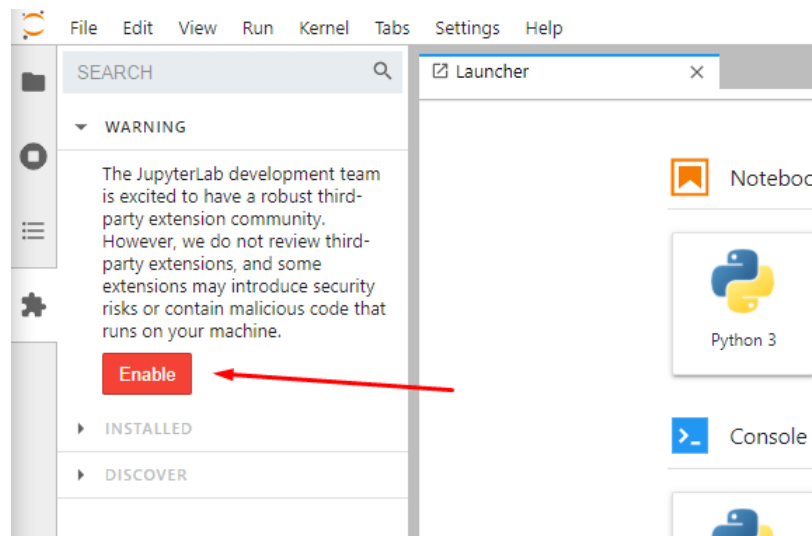 File Edit View Run Kernel Tabs Settings Help
SEARCH
Launcher
WARNING
The JupyterLab development team
is excited to have a robust third-
party extension community.
However, we do not review third-
party extensions, and some
extensions may introduce security
risks or contain malicious code that
runs on your machine.
Enable
INSTALLED
DISCOVER
Noteboo
Python 3
Console